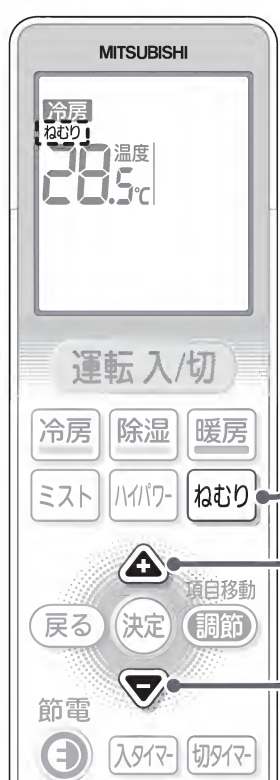 MITSUBISHI
冷房
ねむり
温度
28.5℃
運転 入/切
冷房 除湿 暖房
ミスト ハイパワー ねむり
+
項目移動
戻る 決定 調節
-
節電
入タイマー 切タイマー